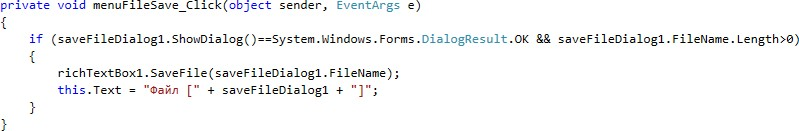 private void menuFileSave_Click(object sender, EventArgs e)
{
if (saveFileDialog1.ShowDialog()==System.Windows.Forms.DialogResult.OK && saveFileDialog1.FileName.Length>0)
{
richTextBox1.SaveFile(saveFileDialog1.FileName);
this.Text = "Файл [" + saveFileDialog1 + "]";
}
}